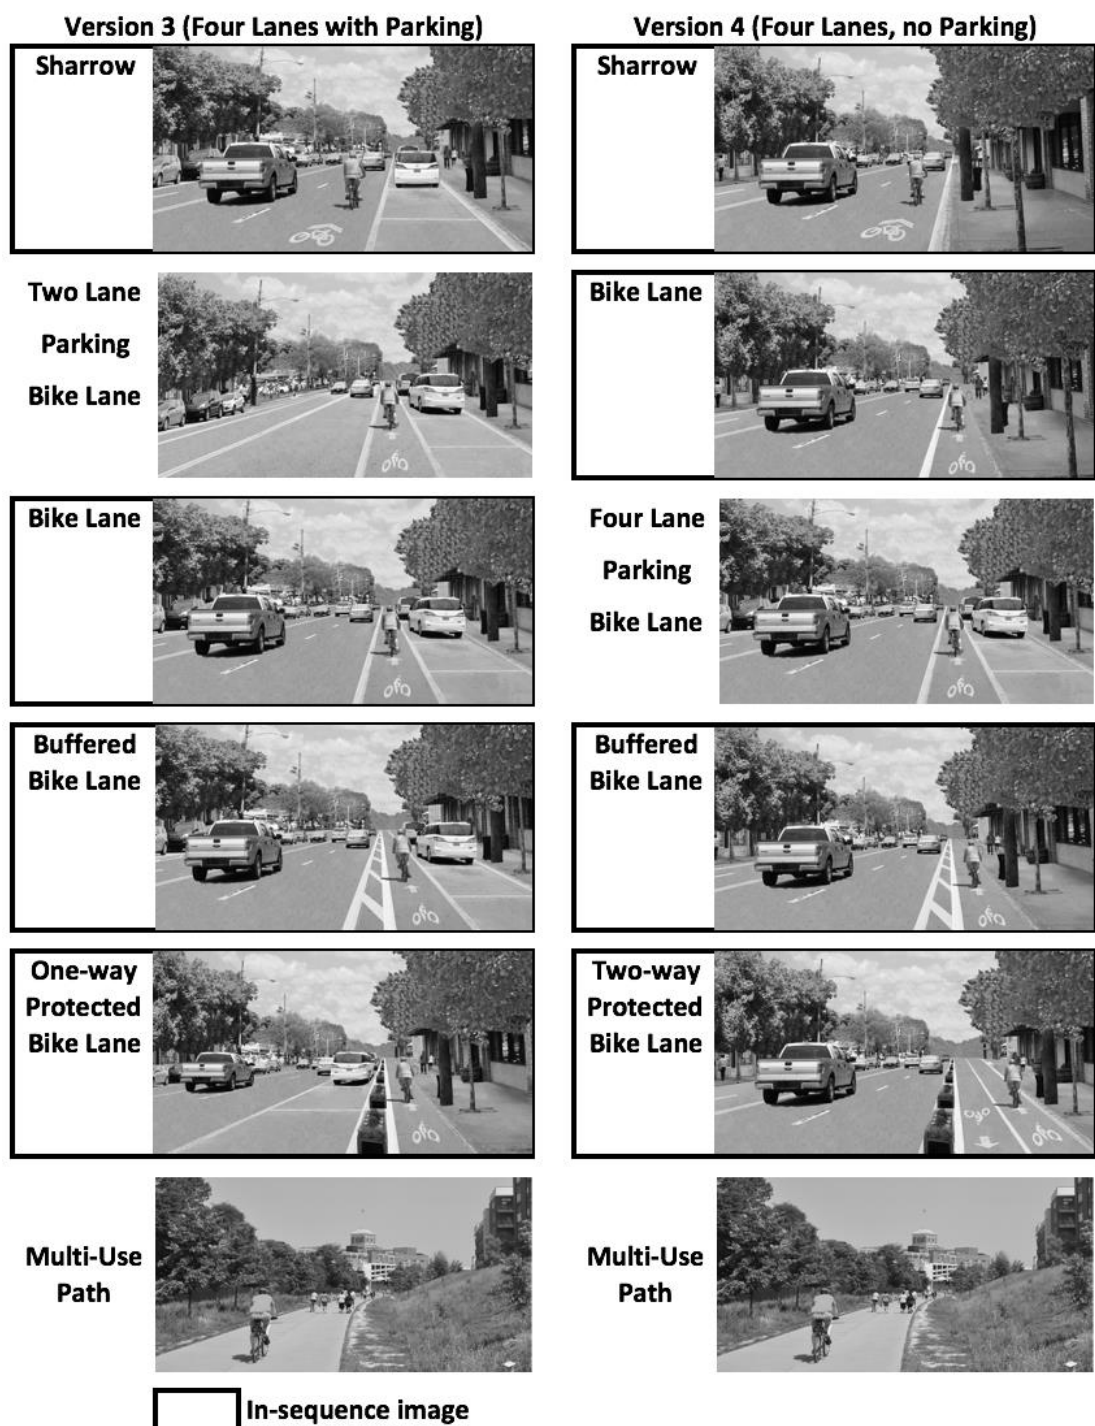 Version 3 (Four Lanes with Parking)
Version 4 (Four Lanes, no Parking)
Sharrow
Sharrow
Two Lane
Parking
Bike Lane
Bike Lane
Bike Lane
Four Lane
Parking
Bike Lane
Buffered
Bike Lane
Buffered
Bike Lane
One-way
Protected
Bike Lane
Two-way
Protected
Bike Lane
Multi-Use
Path
Multi-Use
Path
In-sequence image